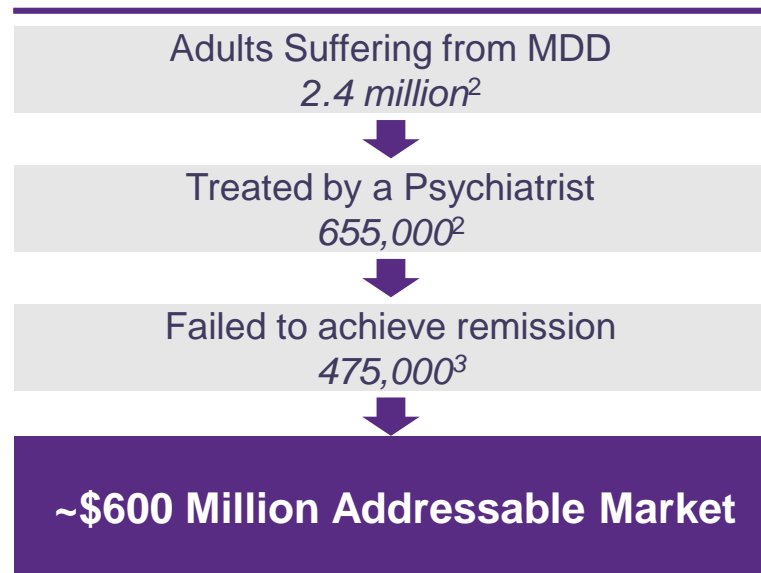 Adults Suffering from MDD
2.4 million²
Treated by a Psychiatrist
655,000²
Failed to achieve remission
475,000³
~$600 Million Addressable Market